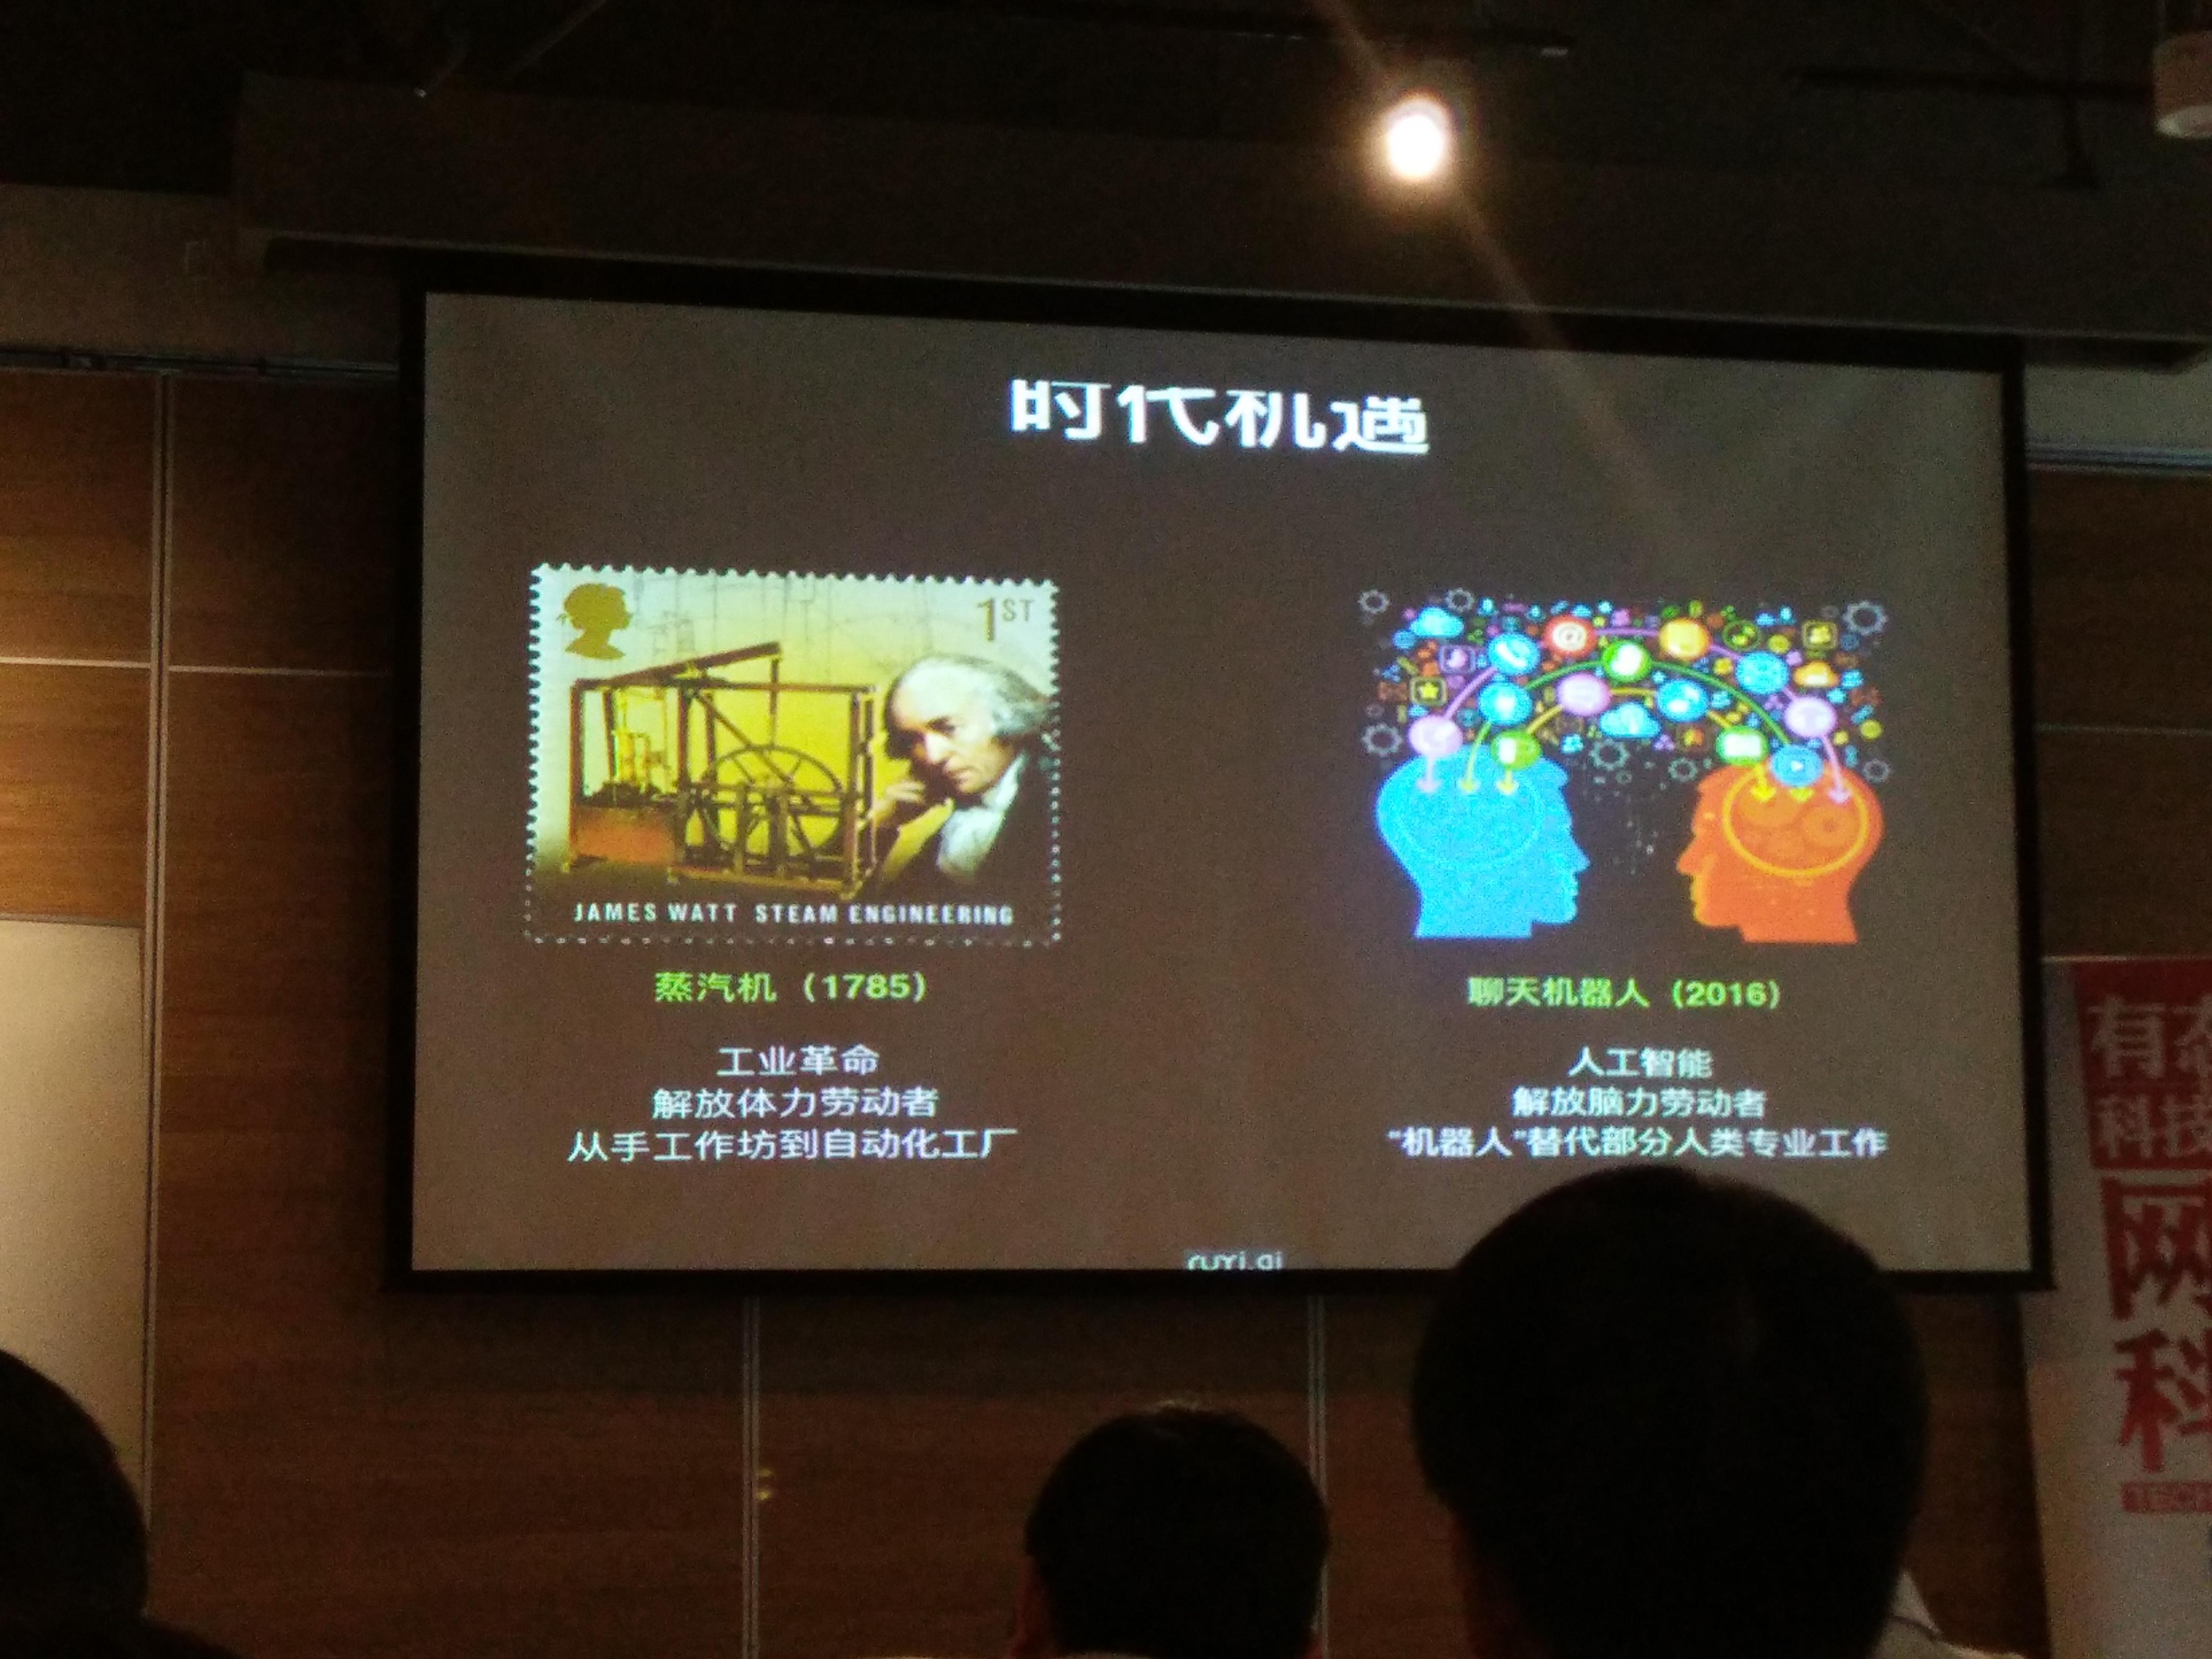 时代机遇
1ST
JAMES WATT STEAM ENGINEERING
蒸汽机（1785）
工业革命
解放体力劳动者
从手工作坊到自动化工厂
聊天机器人（2016）
人工智能
解放脑力劳动者
“机器人”替代部分人类专业工作
ruyi.ai
有态
科技
网
科
TECH